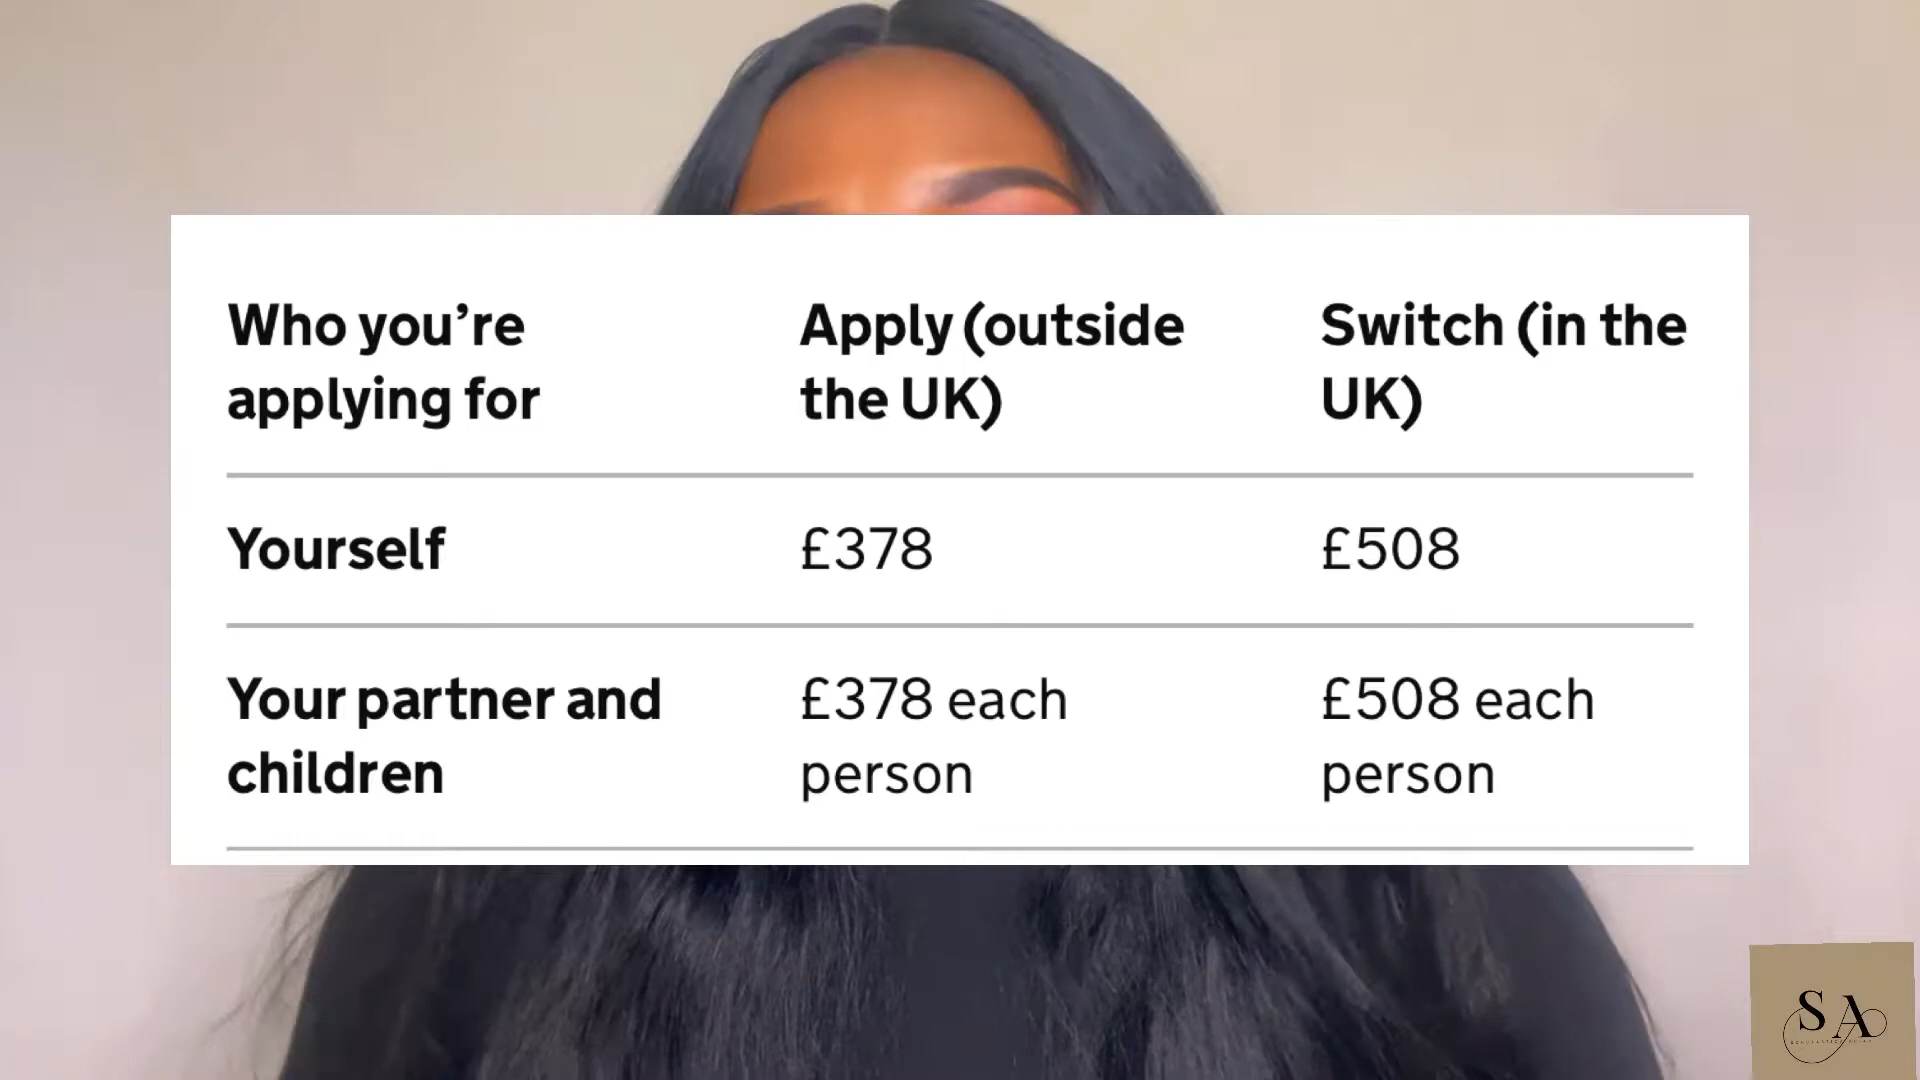 Who you’re applying for
Apply (outside the UK)
Switch (in the UK)
Yourself
£378
£508
Your partner and children
£378 each person
£508 each person
S A